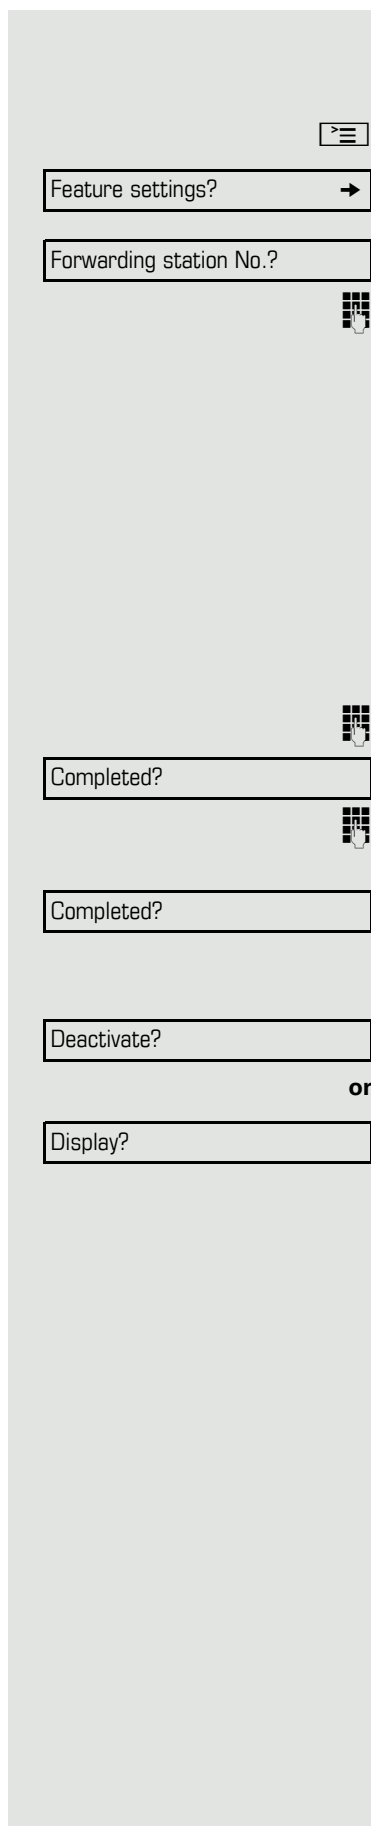 Feature settings?
Forwarding station No.?
Completed?
Completed?
Deactivate?
or
Display?